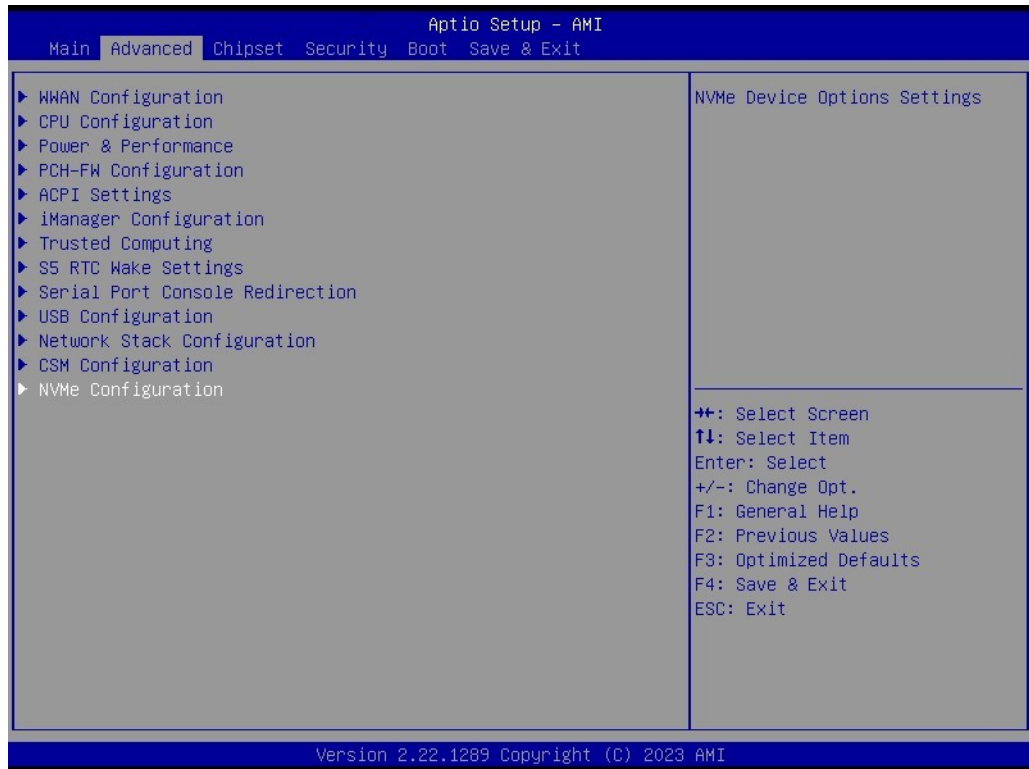 Aptio Setup – AMI
Main Advanced Chipset Security Boot Save & Exit
WWAN Configuration
CPU Configuration
Power & Performance
PCH-FW Configuration
ACPI Settings
iManager Configuration
Trusted Computing
S5 RTC Wake Settings
Serial Port Console Redirection
USB Configuration
Network Stack Configuration
CSM Configuration
NVMe Configuration
NVMe Device Options Settings
→←: Select Screen
↑↓: Select Item
Enter: Select
+/-: Change Opt.
F1: General Help
F2: Previous Values
F3: Optimized Defaults
F4: Save & Exit
ESC: Exit
Version 2.22.1289 Copyright (C) 2023 AMI